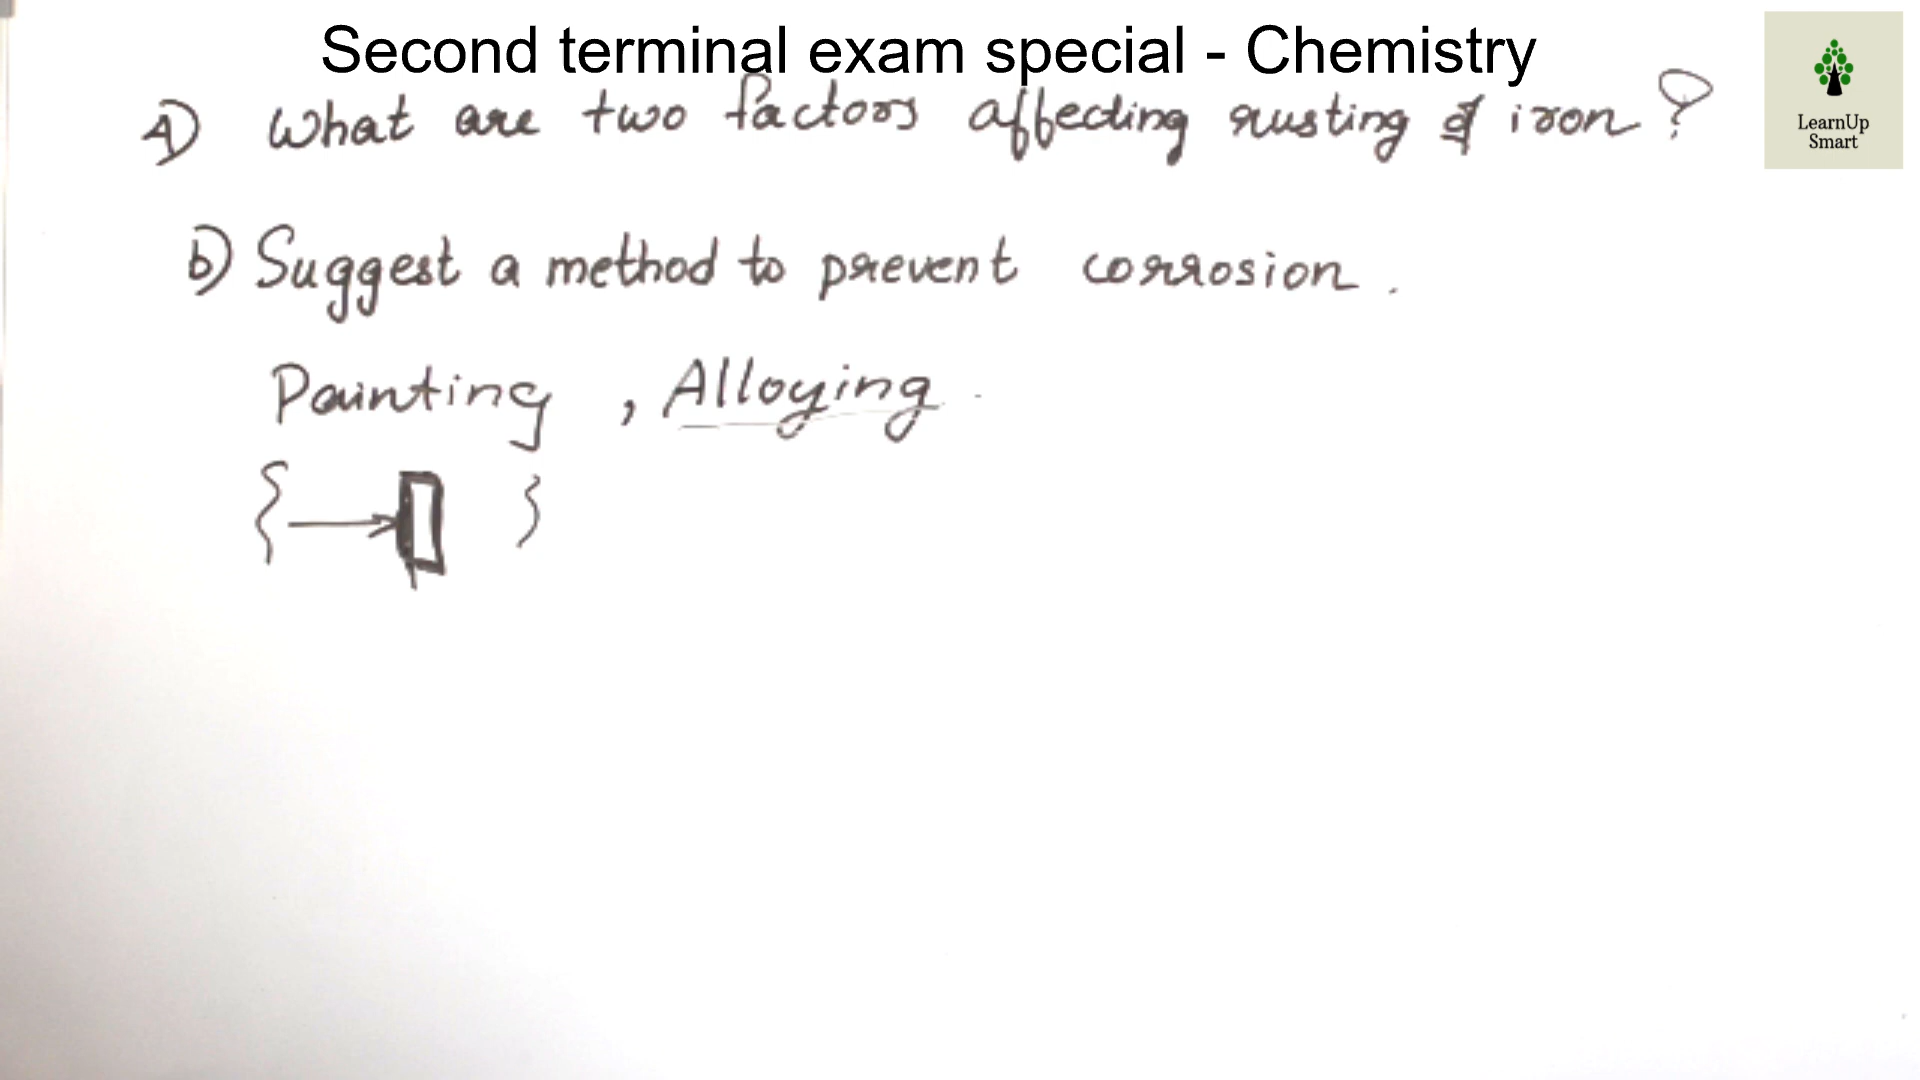 Second terminal exam special - Chemistry
A) What are two factors affecting rusting of iron?
LearnUp
Smart
b) Suggest a method to prevent corrosion.
Painting, Alloying.